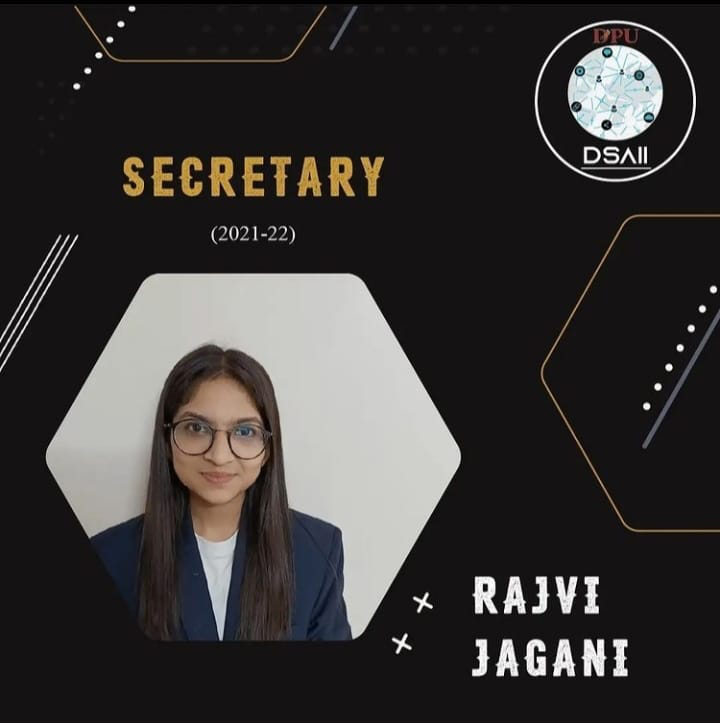 DPU
DSAII
SECRETARY
(2021-22)
RAJVI
JAGANI